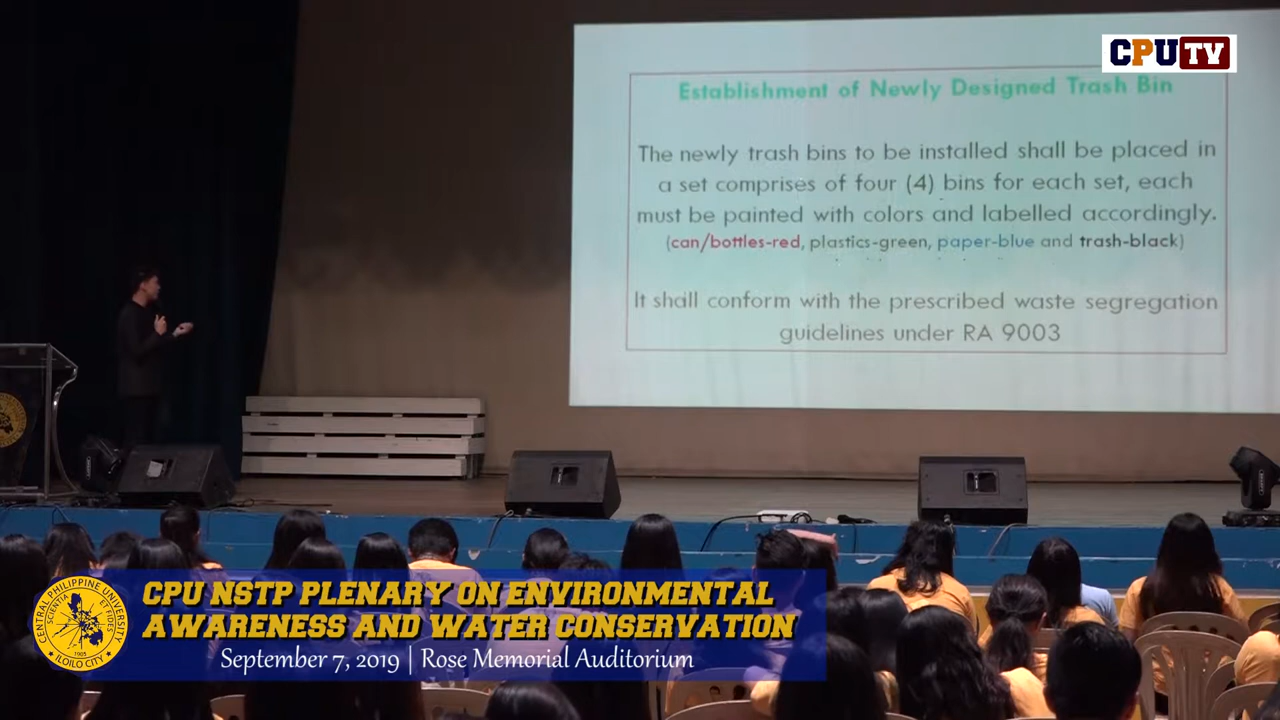 CPUTV
Establishment of Newly Designed Trash Bin
The newly trash bins to be installed shall be placed in
a set comprises of four (4) bins for each set, each
must be painted with colors and labelled accordingly.
(can/bottles-red, plastics-green, paper-blue and trash-black)
It shall conform with the prescribed waste segregation
guidelines under RA 9003
CENTRAL PHILIPPINE UNIVERSITY
SCIENTIA ET FIDES
1905
ILOILO CITY
CPU NSTP PLENARY ON ENVIRONMENTAL
AWARENESS AND WATER CONSERVATION
September 7, 2019 | Rose Memorial Auditorium